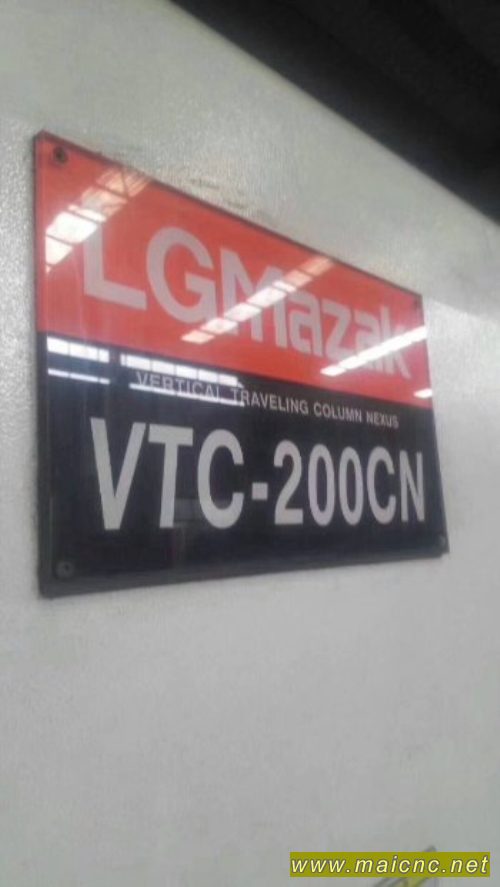 LGMazak
VERTICAL TRAVELING COLUMN NEXUS
VTC-200CN
www.maicnc.net